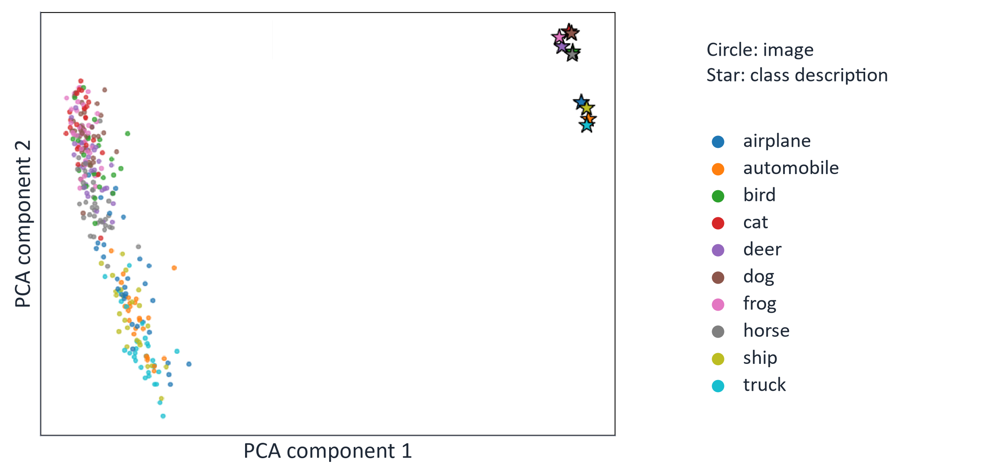 PCA component 2
PCA component 1
Circle: image
Star: class description
airplane
automobile
bird
cat
deer
dog
frog
horse
ship
truck